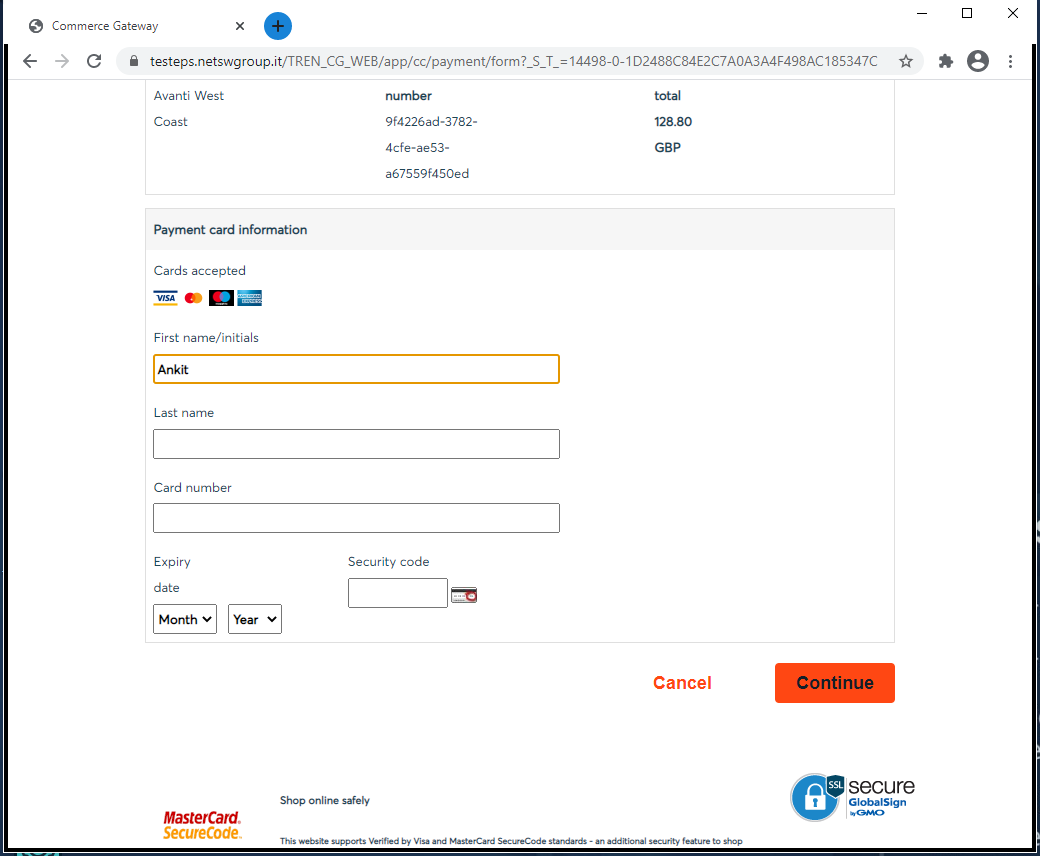 Commerce Gateway
testeps.netswgroup.it/TREN_CG_WEB/app/cc/payment/form?_S_T_=14498-0-1D2488C84E2C7A0A3A4F498AC185347C
Avanti West
Coast
number
9f4226ad-3782-
4cfe-ae53-
a67559f450ed
total
128.80
GBP
Payment card information
Cards accepted
VISA
First name/initials
Ankit
Last name
Card number
Expiry
date
Security code
Month
Year
Cancel
Continue
MasterCard.
SecureCode.
Shop online safely
This website supports Verified by Visa and MasterCard SecureCode standards - an additional security feature to shop
SSL
secure
GlobalSign
by GMO